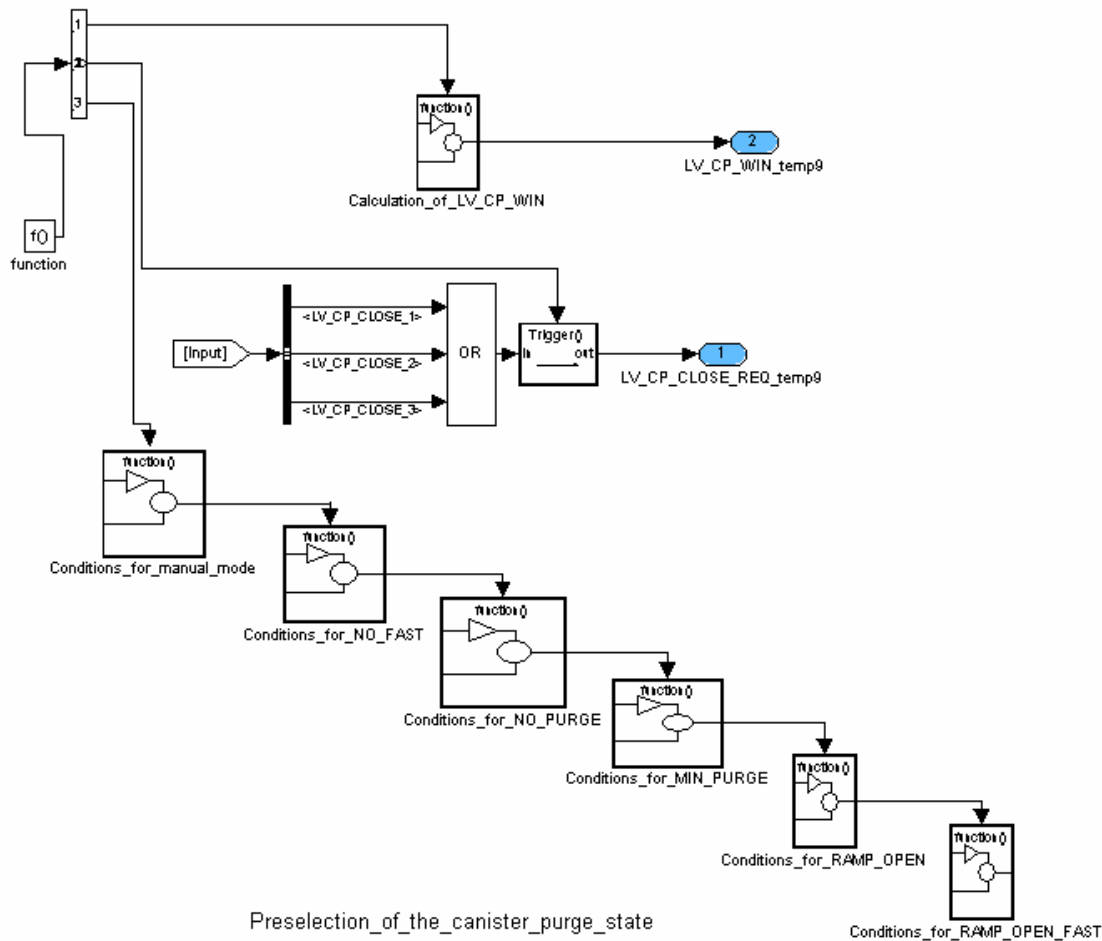 1
2
3
function()
Calculation_of_LV_CP_WIN
2
LV_CP_WIN_temp9
f()
function
[Input]
<LV_CP_CLOSE_1>
<LV_CP_CLOSE_2>
<LV_CP_CLOSE_3>
OR
Trigger()
In out
1
LV_CP_CLOSE_REQ_temp9
function()
Conditions_for_manual_mode
function()
Conditions_for_NO_FAST
function()
Conditions_for_NO_PURGE
function()
Conditions_for_MIN_PURGE
function()
Conditions_for_RAMP_OPEN
function()
Conditions_for_RAMP_OPEN_FAST
Preselection_of_the_canister_purge_state